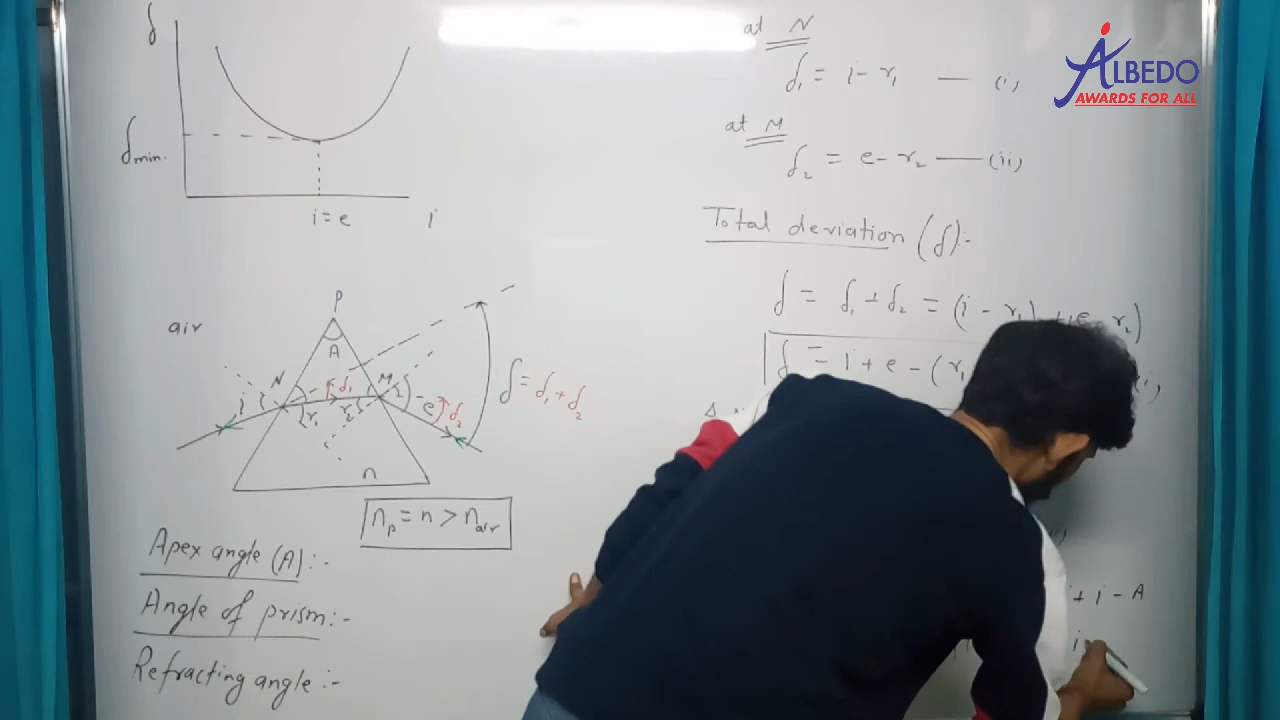 δ
δmin.
i = e
i
air
P
A
N
M
i
r₁
δ₁
r₂
e
δ₂
δ = δ₁ + δ₂
n
nₚ = n > nair
Apex angle (A) :-
Angle of prism :-
Refracting angle :-
at N
δ₁ = i - r₁ — (i)
at M
δ₂ = e - r₂ — (ii)
Total deviation (δ) :-
δ = δ₁ + δ₂ = (i - r₁) + (e - r₂)
δ = i + e - (r₁
+ i - A
i
ALBEDO
AWARDS FOR ALL